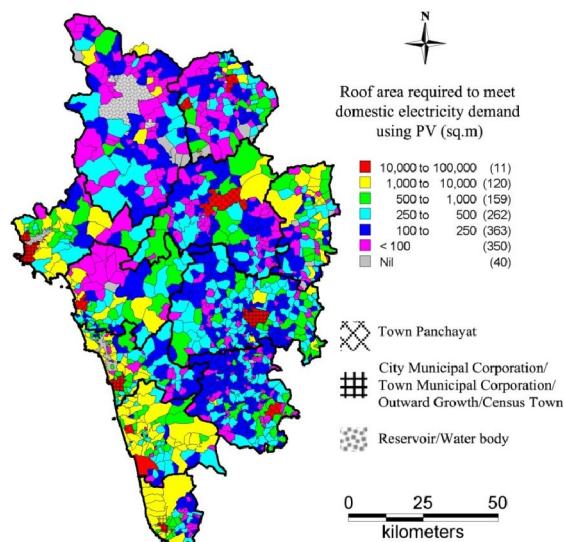 N
Roof area required to meet
domestic electricity demand
using PV (sq.m)
10,000 to 100,000 (11)
1,000 to 10,000 (120)
500 to 1,000 (159)
250 to 500 (262)
100 to 250 (363)
< 100 (350)
Nil (40)
Town Panchayat
City Municipal Corporation/
Town Municipal Corporation/
Outward Growth/Census Town
Reservoir/Water body
0 25 50
kilometers